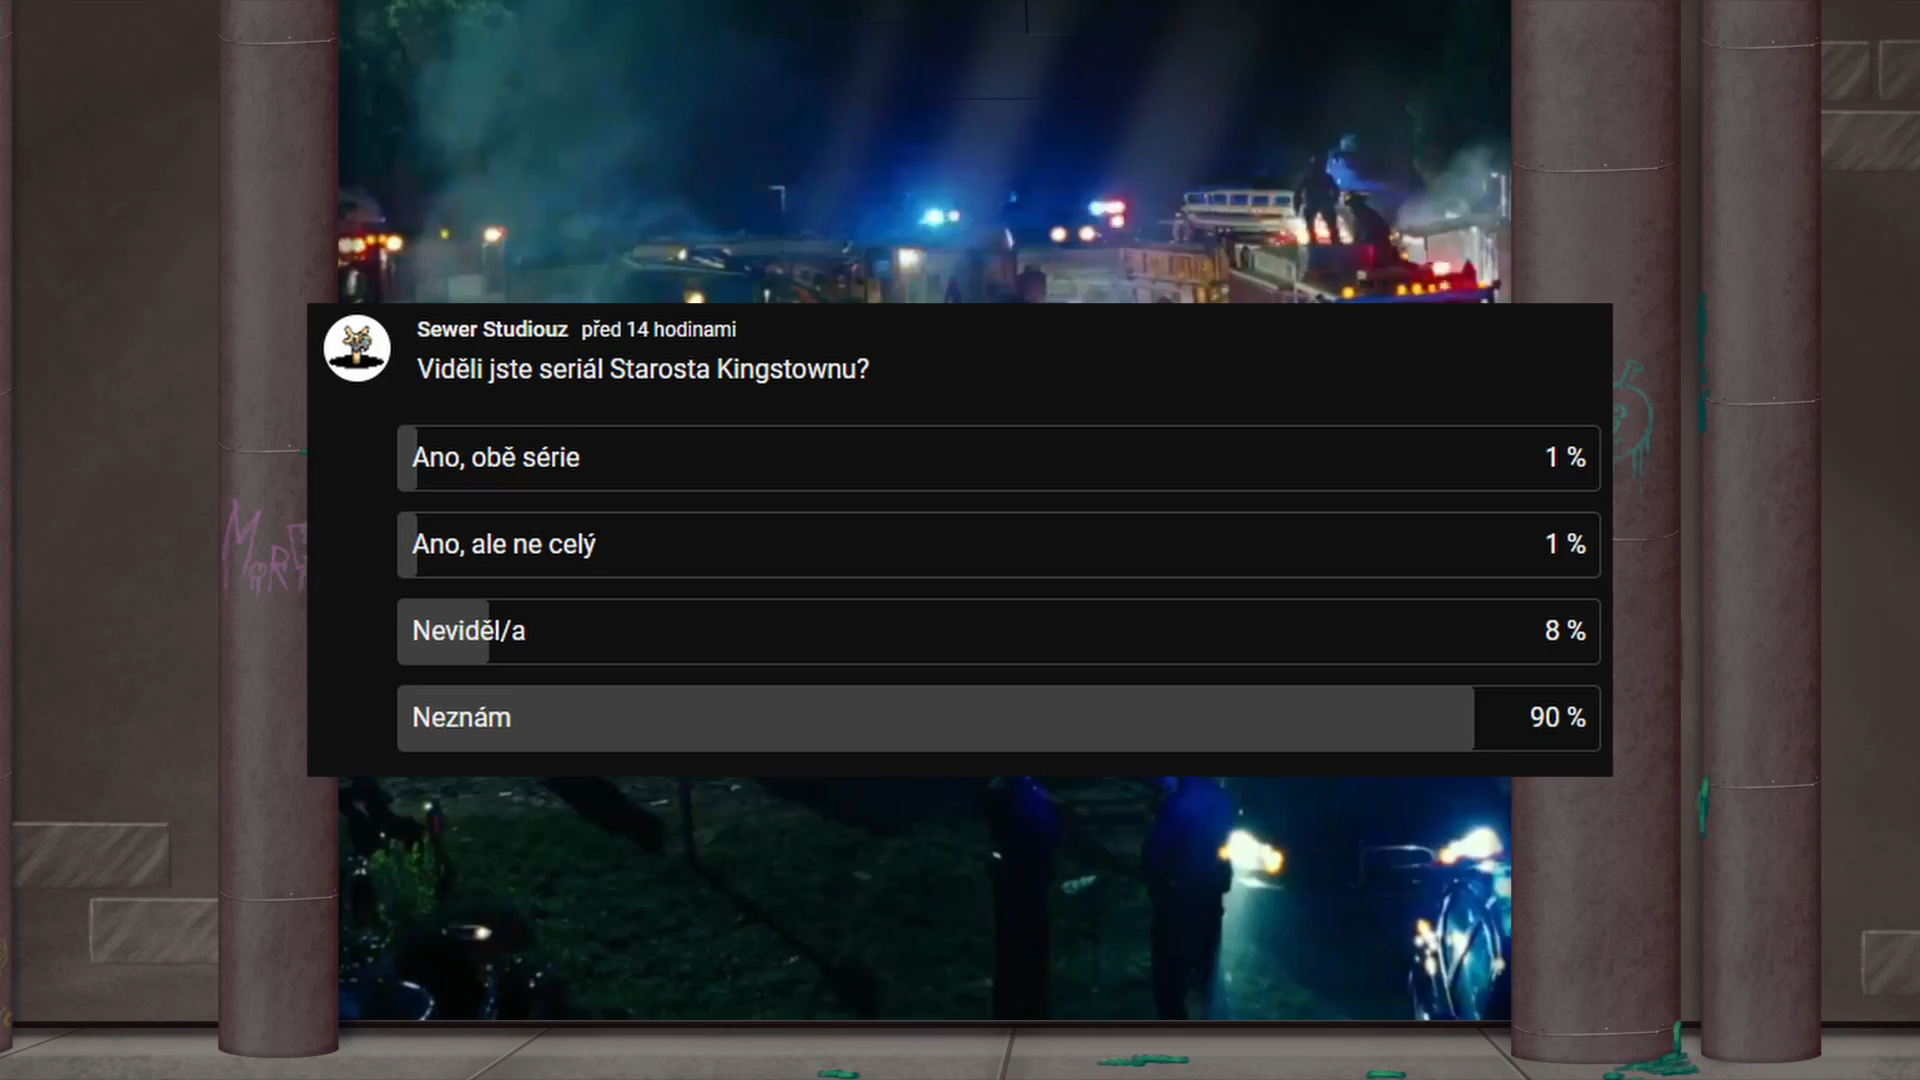 Sewer Studiouz před 14 hodinami
Viděli jste seriál Starosta Kingstownu?
Ano, obě série 1 %
Ano, ale ne celý 1 %
Neviděl/a 8 %
Neznám 90 %